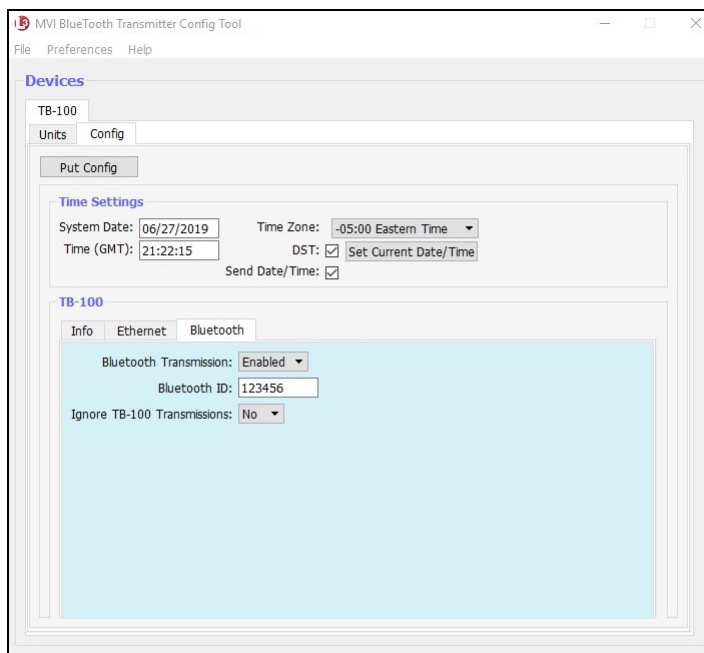 L3 MVI BlueTooth Transmitter Config Tool
File Preferences Help
Devices
TB-100
Units Config
Put Config
Time Settings
System Date: 06/27/2019 Time Zone: -05:00 Eastern Time
Time (GMT): 21:22:15 DST: Set Current Date/Time
Send Date/Time:
TB-100
Info Ethernet Bluetooth
Bluetooth Transmission: Enabled
Bluetooth ID: 123456
Ignore TB-100 Transmissions: No